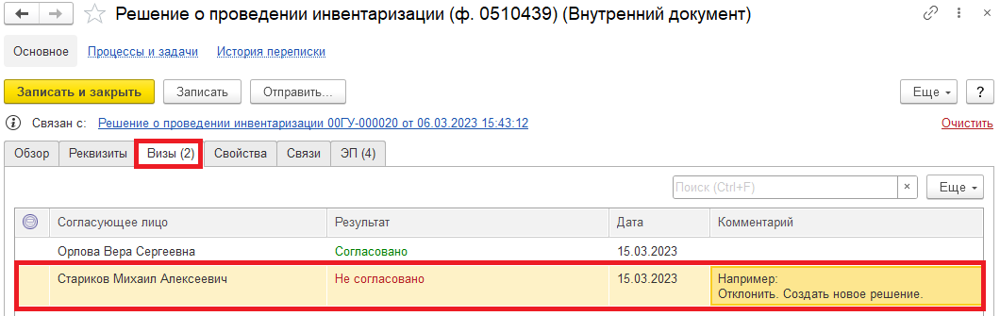 Решение о проведении инвентаризации (ф. 0510439) (Внутренний документ)
Основное Процессы и задачи История переписки
Записать и закрыть Записать Отправить... Еще ?
Связан с: Решение о проведении инвентаризации 00ГУ-000020 от 06.03.2023 15:43:12 Очистить
Обзор Реквизиты Визы (2) Свойства Связи ЭП (4)
Поиск (Ctrl+F) × Еще
Согласующее лицо Результат Дата Комментарий
Орлова Вера Сергеевна Согласовано 15.03.2023
Стариков Михаил Алексеевич Не согласовано 15.03.2023 Например:
Отклонить. Создать новое решение.